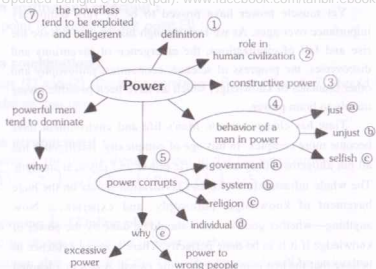 ⑦ the powerless
tend to be exploited
and belligerent
① definition
role in
human civilization ②
constructive power ③
Power
④
behavior of a
man in power
just ⓐ
unjust ⓑ
selfish ⓒ
⑥
powerful men
tend to dominate
why
⑤
power corrupts
government ⓐ
system ⓑ
religion ⓒ
individual ⓓ
why ⓔ
excessive
power
power to
wrong people